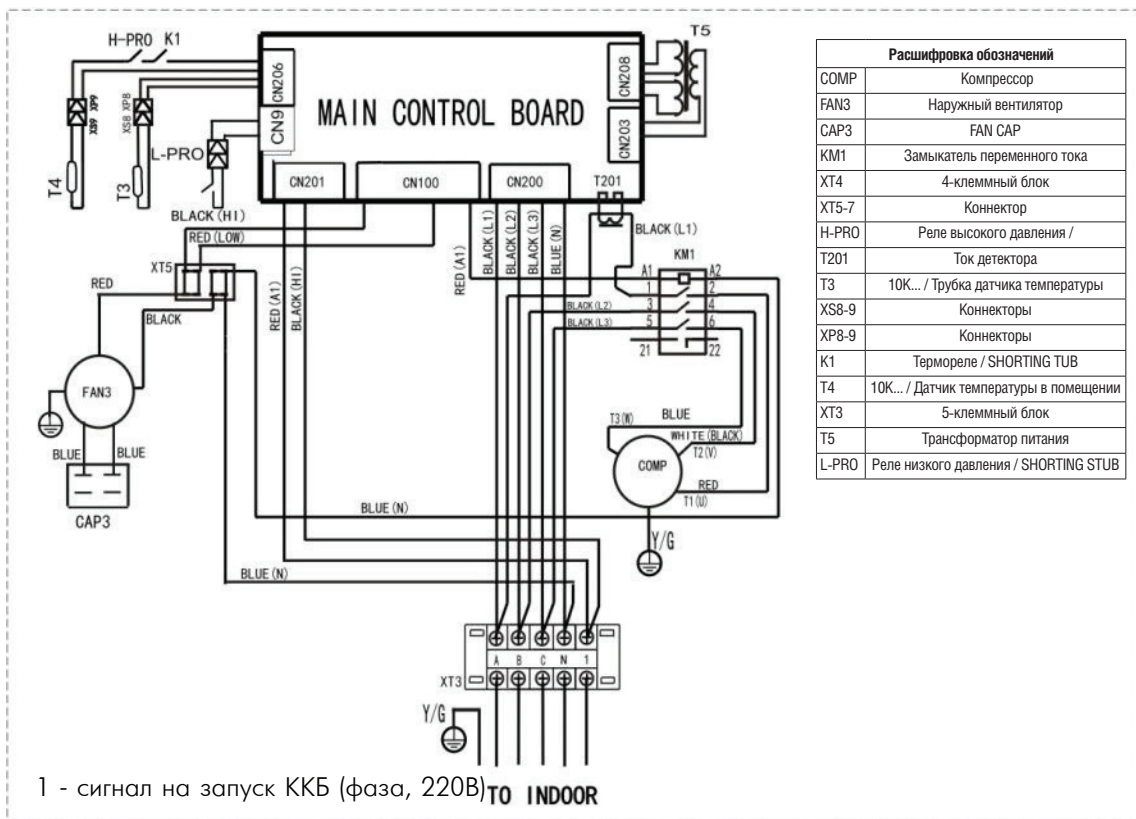 H-PRO K1
T5
CN206
CN208
XS9 XP9
XS8 XP8
MAIN CONTROL BOARD
CN9
CN203
L-PRO
T4
T3
CN201
CN100
CN200
T201
BLACK(HI)
RED(LOW)
RED(A1)
BLACK(L1)
BLACK(L2)
BLACK(L3)
BLUE(N)
BLACK(L1)
KM1
XT5
RED
BLACK
RED(A1)
BLACK(HI)
A1 A2
1 2
BLACK(L2) 3 4
BLACK(L3) 5 6
21 22
FAN3
BLUE BLUE
CAP3
T3(W) BLUE
WHITE(BLACK)
T2(V)
COMP
RED
T1(U)
Y/G
BLUE(N)
BLUE(N)
A B C N 1
XT3
Y/G
1 - сигнал на запуск ККБ (фаза, 220В)
TO INDOOR
Расшифровка обозначений
COMP Компрессор
FAN3 Наружный вентилятор
CAP3 FAN CAP
KM1 Замыкатель переменного тока
XT4 4-клеммный блок
XT5-7 Коннектор
H-PRO Реле высокого давления /
T201 Ток детектора
T3 10K... / Трубка датчика температуры
XS8-9 Коннекторы
XP8-9 Коннекторы
K1 Термореле / SHORTING TUB
T4 10K... / Датчик температуры в помещении
XT3 5-клеммный блок
T5 Трансформатор питания
L-PRO Реле низкого давления / SHORTING STUB